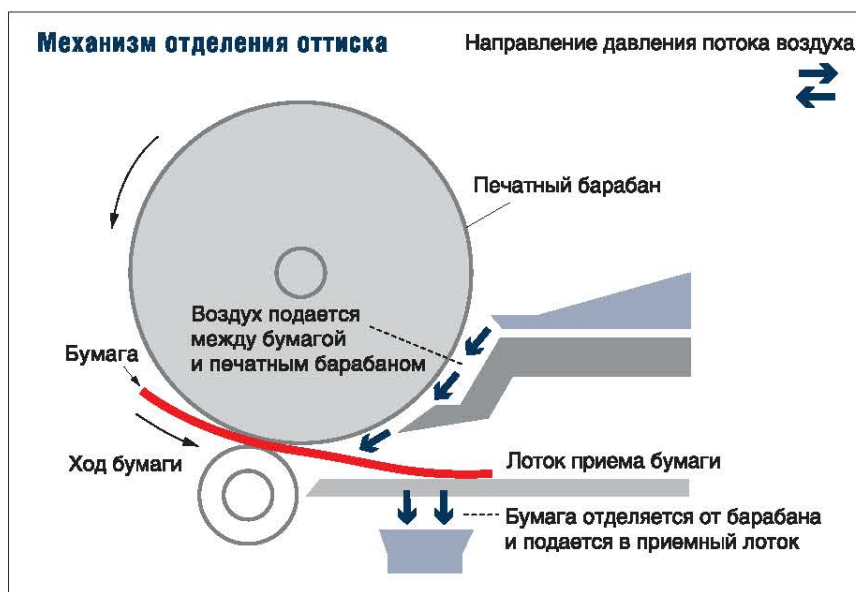 Механизм отделения оттиска
Направление давления потока воздуха
Печатный барабан
Воздух подается
между бумагой
и печатным барабаном
Бумага
Ход бумаги
Лоток приема бумаги
Бумага отделяется от барабана
и подается в приемный лоток